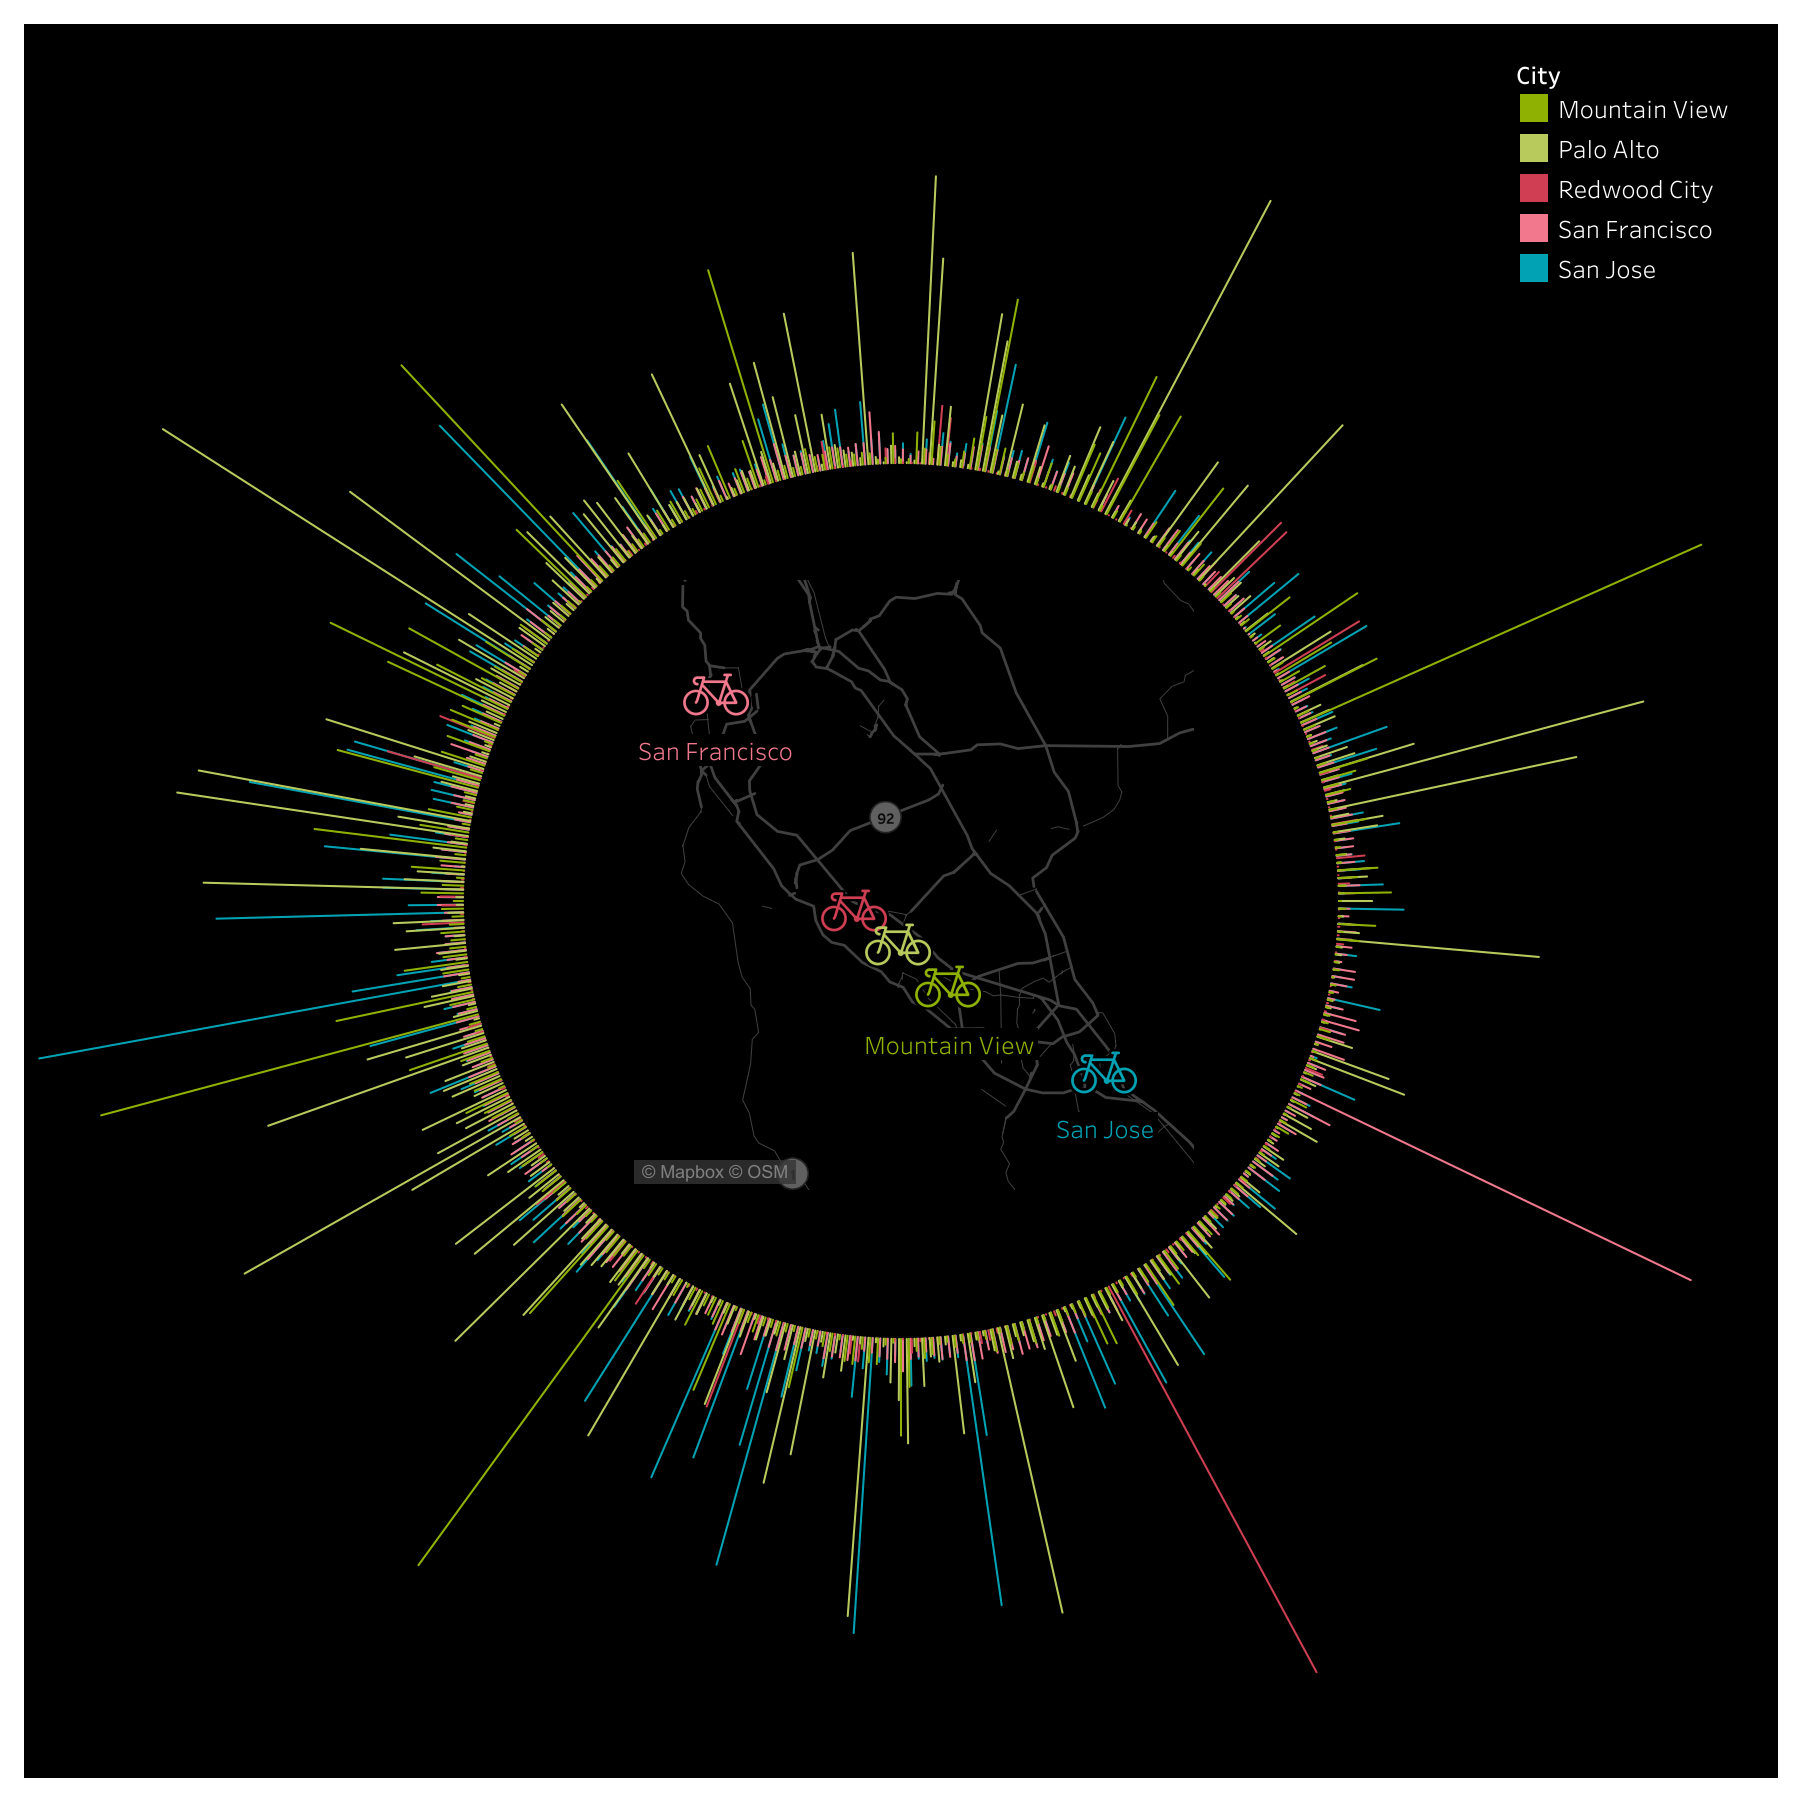 City
Mountain View
Palo Alto
Redwood City
San Francisco
San Jose
San Francisco
92
Mountain View
San Jose
© Mapbox © OSM